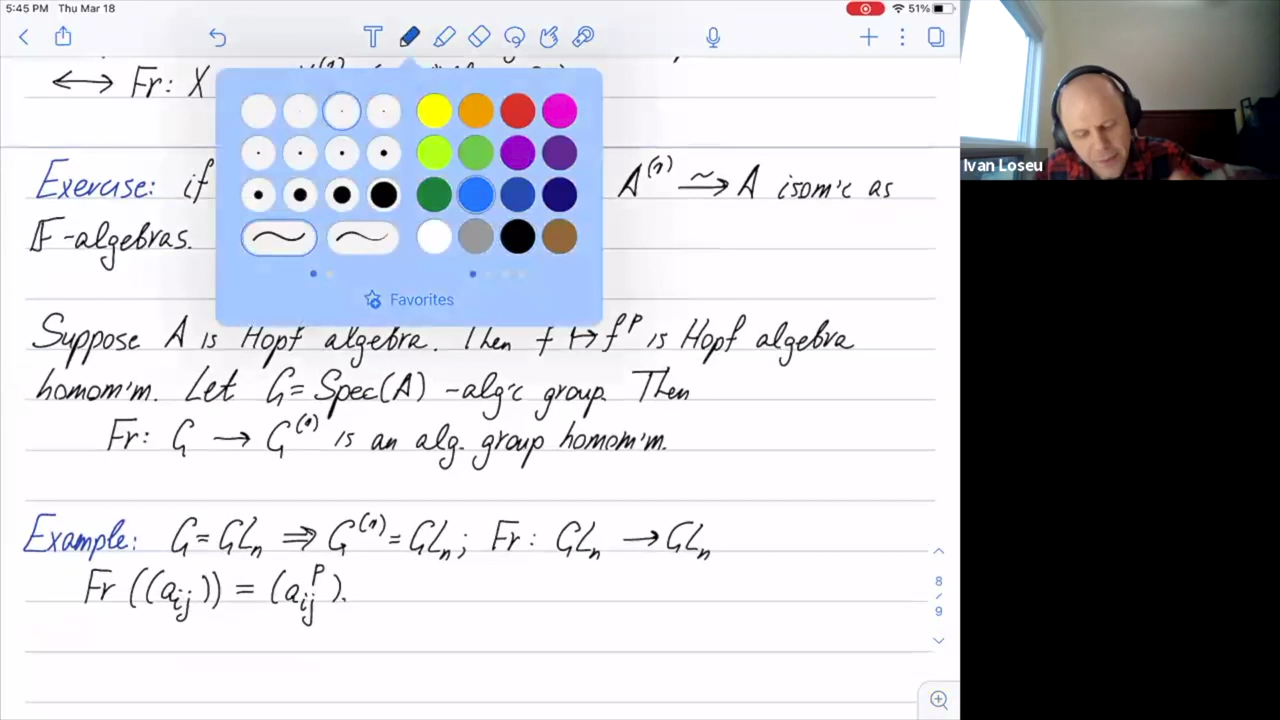 5:45 PM Thu Mar 18 51%
↔ Fr: X
Exercise: if A^(1) ⥲ A isom'c as
Ivan Loseu
𝔽-algebras.
Favorites
Suppose A is Hopf algebra. Then f ↦ f^p is Hopf algebra
homom'm. Let G = Spec(A) - alg'c group. Then
Fr: G → G^(1) is an alg. group homom'm.
Example: G = GL_n ⇒ G^(1) = GL_n; Fr: GL_n → GL_n
Fr((a_ij)) = (a_ij^p).
8
/
9